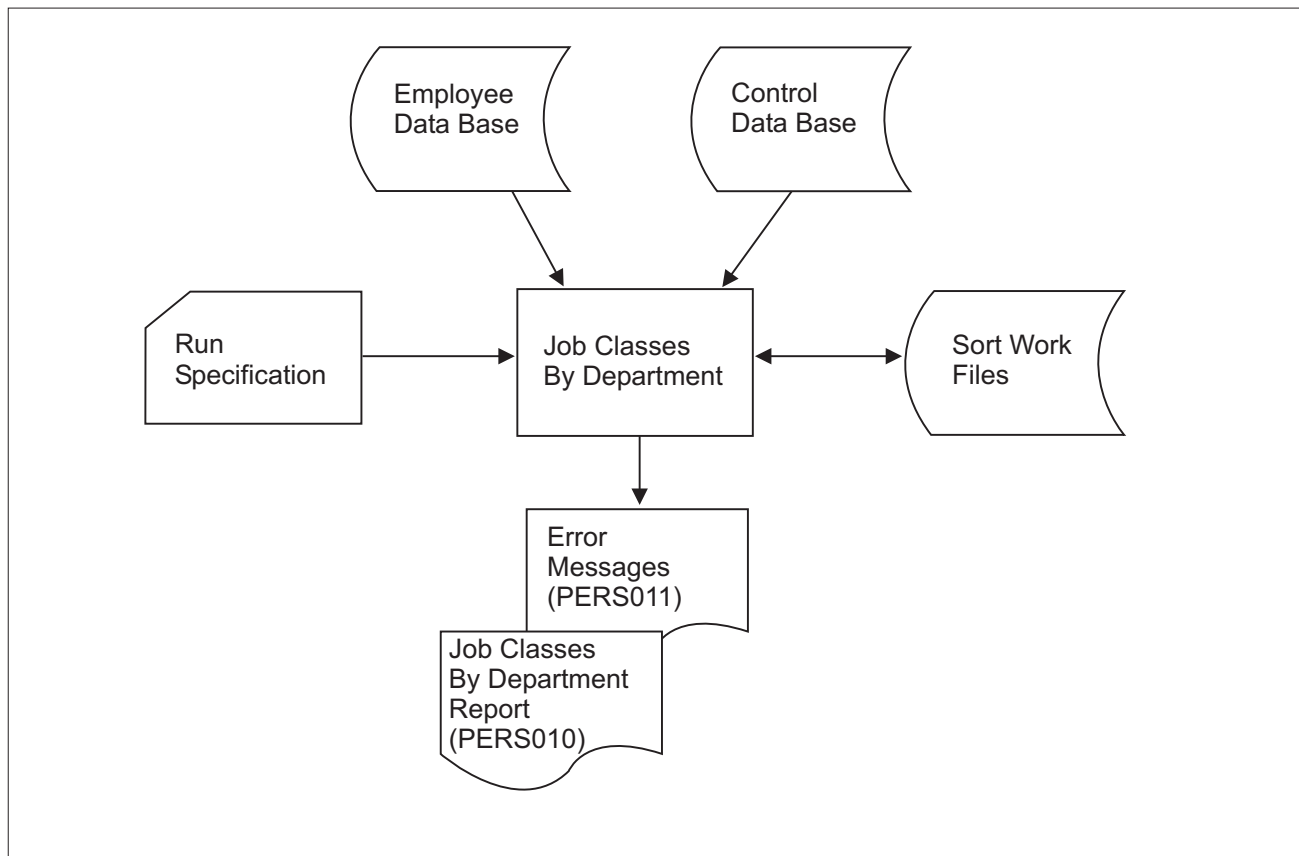 Employee
Data Base
Control
Data Base
Run
Specification
Job Classes
By Department
Sort Work
Files
Error
Messages
(PERS011)
Job Classes
By Department
Report
(PERS010)